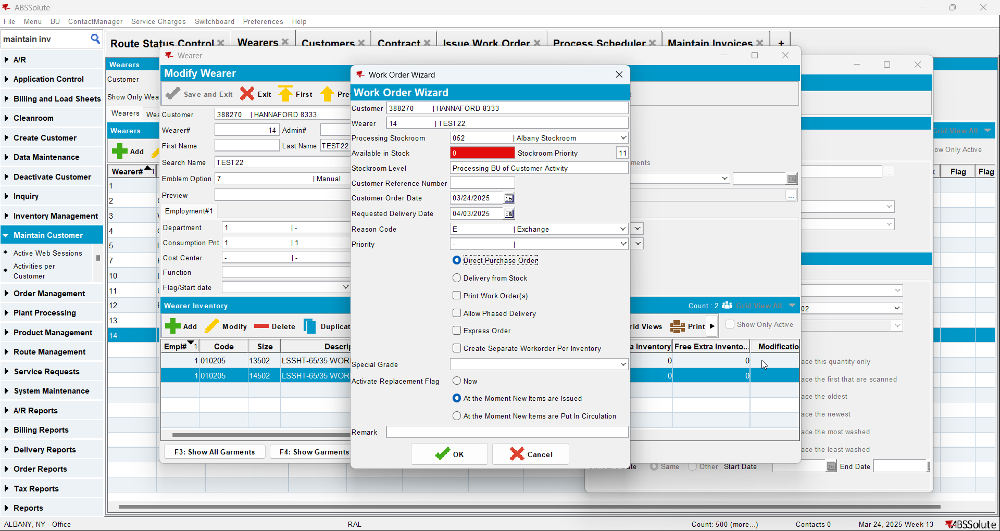 ABSSolute
File Menu BU ContactManager Service Charges Switchboard Preferences Help
maintain inv
Route Status Control Wearers Customers Contract Issue Work Order Process Scheduler Maintain Invoices +
A/R
Application Control
Billing and Load Sheets
Cleanroom
Create Customer
Data Maintenance
Deactivate Customer
Inquiry
Inventory Management
Maintain Customer
Active Web Sessions
Activities per
Customer
Order Management
Plant Processing
Product Management
Route Management
Service Requests
System Maintenance
A/R Reports
Billing Reports
Delivery Reports
Order Reports
Tax Reports
Reports
Wearers
Customer
Show Only Wea
Wearers Wea
Wearers
Add
Wearer# 1
1
2
3
4
5
7
10
11
12
13
14
Wearer
Modify Wearer
Save and Exit Exit First Pre
Customer 388270 | HANNAFORD 8333
Wearer# 14 Admin#
First Name Last Name TEST22
Search Name TEST22
Emblem Option 7 | Manual
Preview
Employment#1
Department 1 | -
Consumption Pnt 1 | 1
Cost Center - | -
Function
Flag/Start date
Wearer Inventory Count : 2 Grid View All
Add Modify Delete Duplicat rid Views Print Show Only Active
Empl# 1 Code Size Descrip a Inventory Free Extra Invento... Modificatio
1 010205 13502 LSSHT-65/35 WOR 0 0
1 010205 14502 LSSHT-65/35 WOR 0 0
F3: Show All Garments F4: Show Garments
Work Order Wizard
Work Order Wizard
Customer 388270 | HANNAFORD 8333
Wearer 14 | TEST22
Processing Stockroom 052 | Albany Stockroom
Available in Stock 0 Stockroom Priority 11
Stockroom Level Processing BU of Customer Activity
Customer Reference Number
Customer Order Date 03/24/2025 16
Requested Delivery Date 04/03/2025 16
Reason Code E | Exchange
Priority - |
Direct Purchase Order
Delivery from Stock
Print Work Order(s)
Allow Phased Delivery
Express Order
Create Separate Workorder Per Inventory
Special Grade
Activate Replacement Flag Now
At the Moment New Items are Issued
At the Moment New Items are Put In Circulation
Remark
OK Cancel
ments
16
...
Grid View All
ow Only Active
Flag Flag
...
02
ace this quantity only
ace the first that are scanned
ace the oldest
ace the newest
ace the most washed
ace the least washed
Same Other Start Date 16 End Date
ALBANY, NY - Office RAL Count: 500 (more...) Contacts 0 Mar 24, 2025 Week 13 ABSSolute